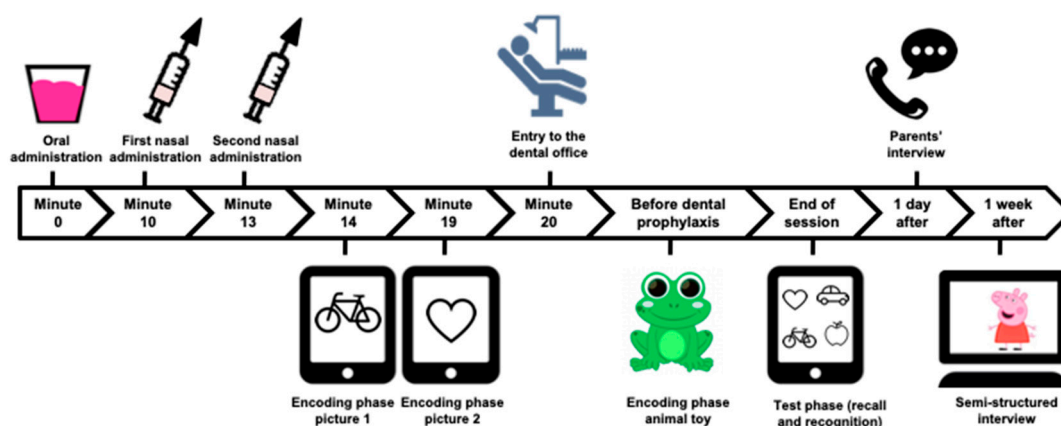 Oral
administration
First nasal
administration
Second nasal
administration
Entry to the
dental office
Parents'
interview
Minute
0
Minute
10
Minute
13
Minute
14
Minute
19
Minute
20
Before dental
prophylaxis
End of
session
1 day
after
1 week
after
Encoding phase
picture 1
Encoding phase
picture 2
Encoding phase
animal toy
Test phase (recall
and recognition)
Semi-structured
interview